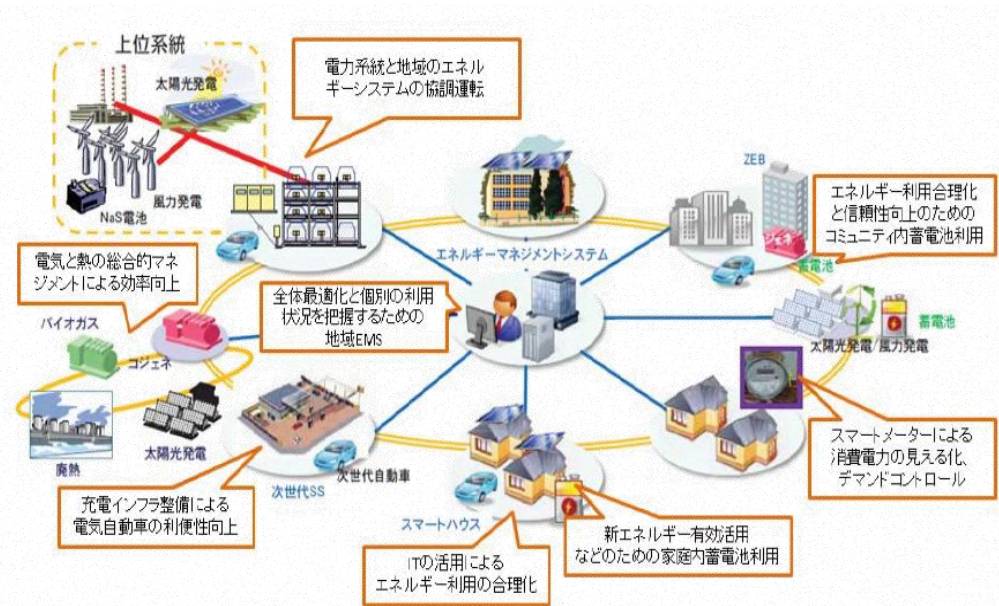 上位系統
太陽光発電
風力発電
NaS電池
電力系統と地域のエネル
ギーシステムの協調運転
ZEB
エネルギー利用合理化
と信頼性向上のための
コミュニティ内蓄電池利用
ジェネ
蓄電池
エネルギーマネジメントシステム
電気と熱の総合的マネ
ジメントによる効率向上
全体最適化と個別の利用
状況を把握するための
地域EMS
蓄電池
太陽光発電/風力発電
バイオガス
コジェネ
廃熱
太陽光発電
スマートメーターによる
消費電力の見える化、
デマンドコントロール
次世代SS
次世代自動車
充電インフラ整備による
電気自動車の利便性向上
スマートハウス
ITの活用による
エネルギー利用の合理化
新エネルギー有効活用
などのための家庭内蓄電池利用